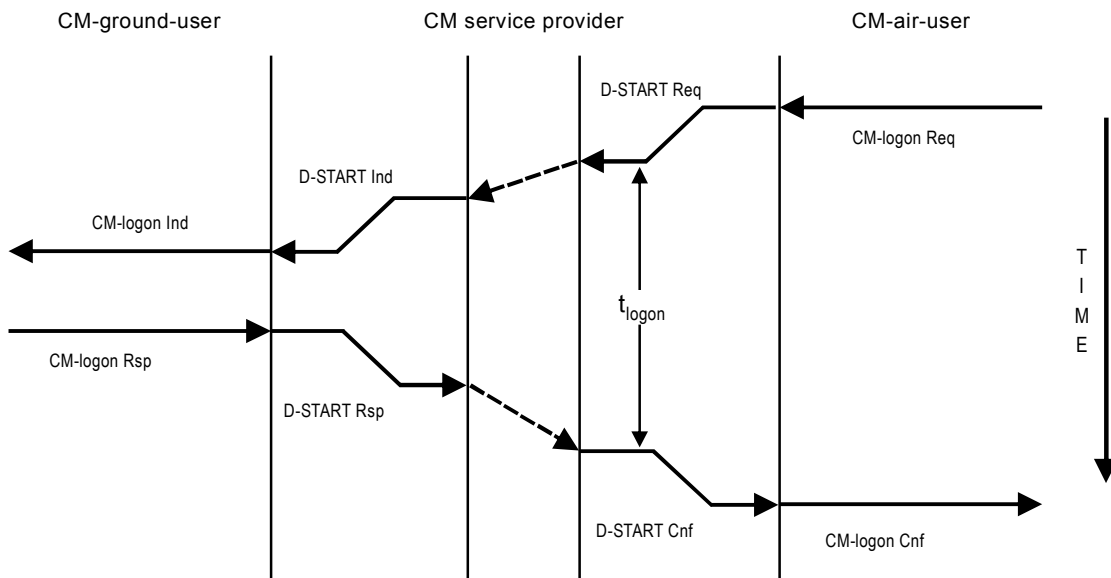 CM-ground-user
CM service provider
CM-air-user
D-START Req
CM-logon Req
D-START Ind
CM-logon Ind
T
I
M
E
t logon
CM-logon Rsp
D-START Rsp
D-START Cnf
CM-logon Cnf